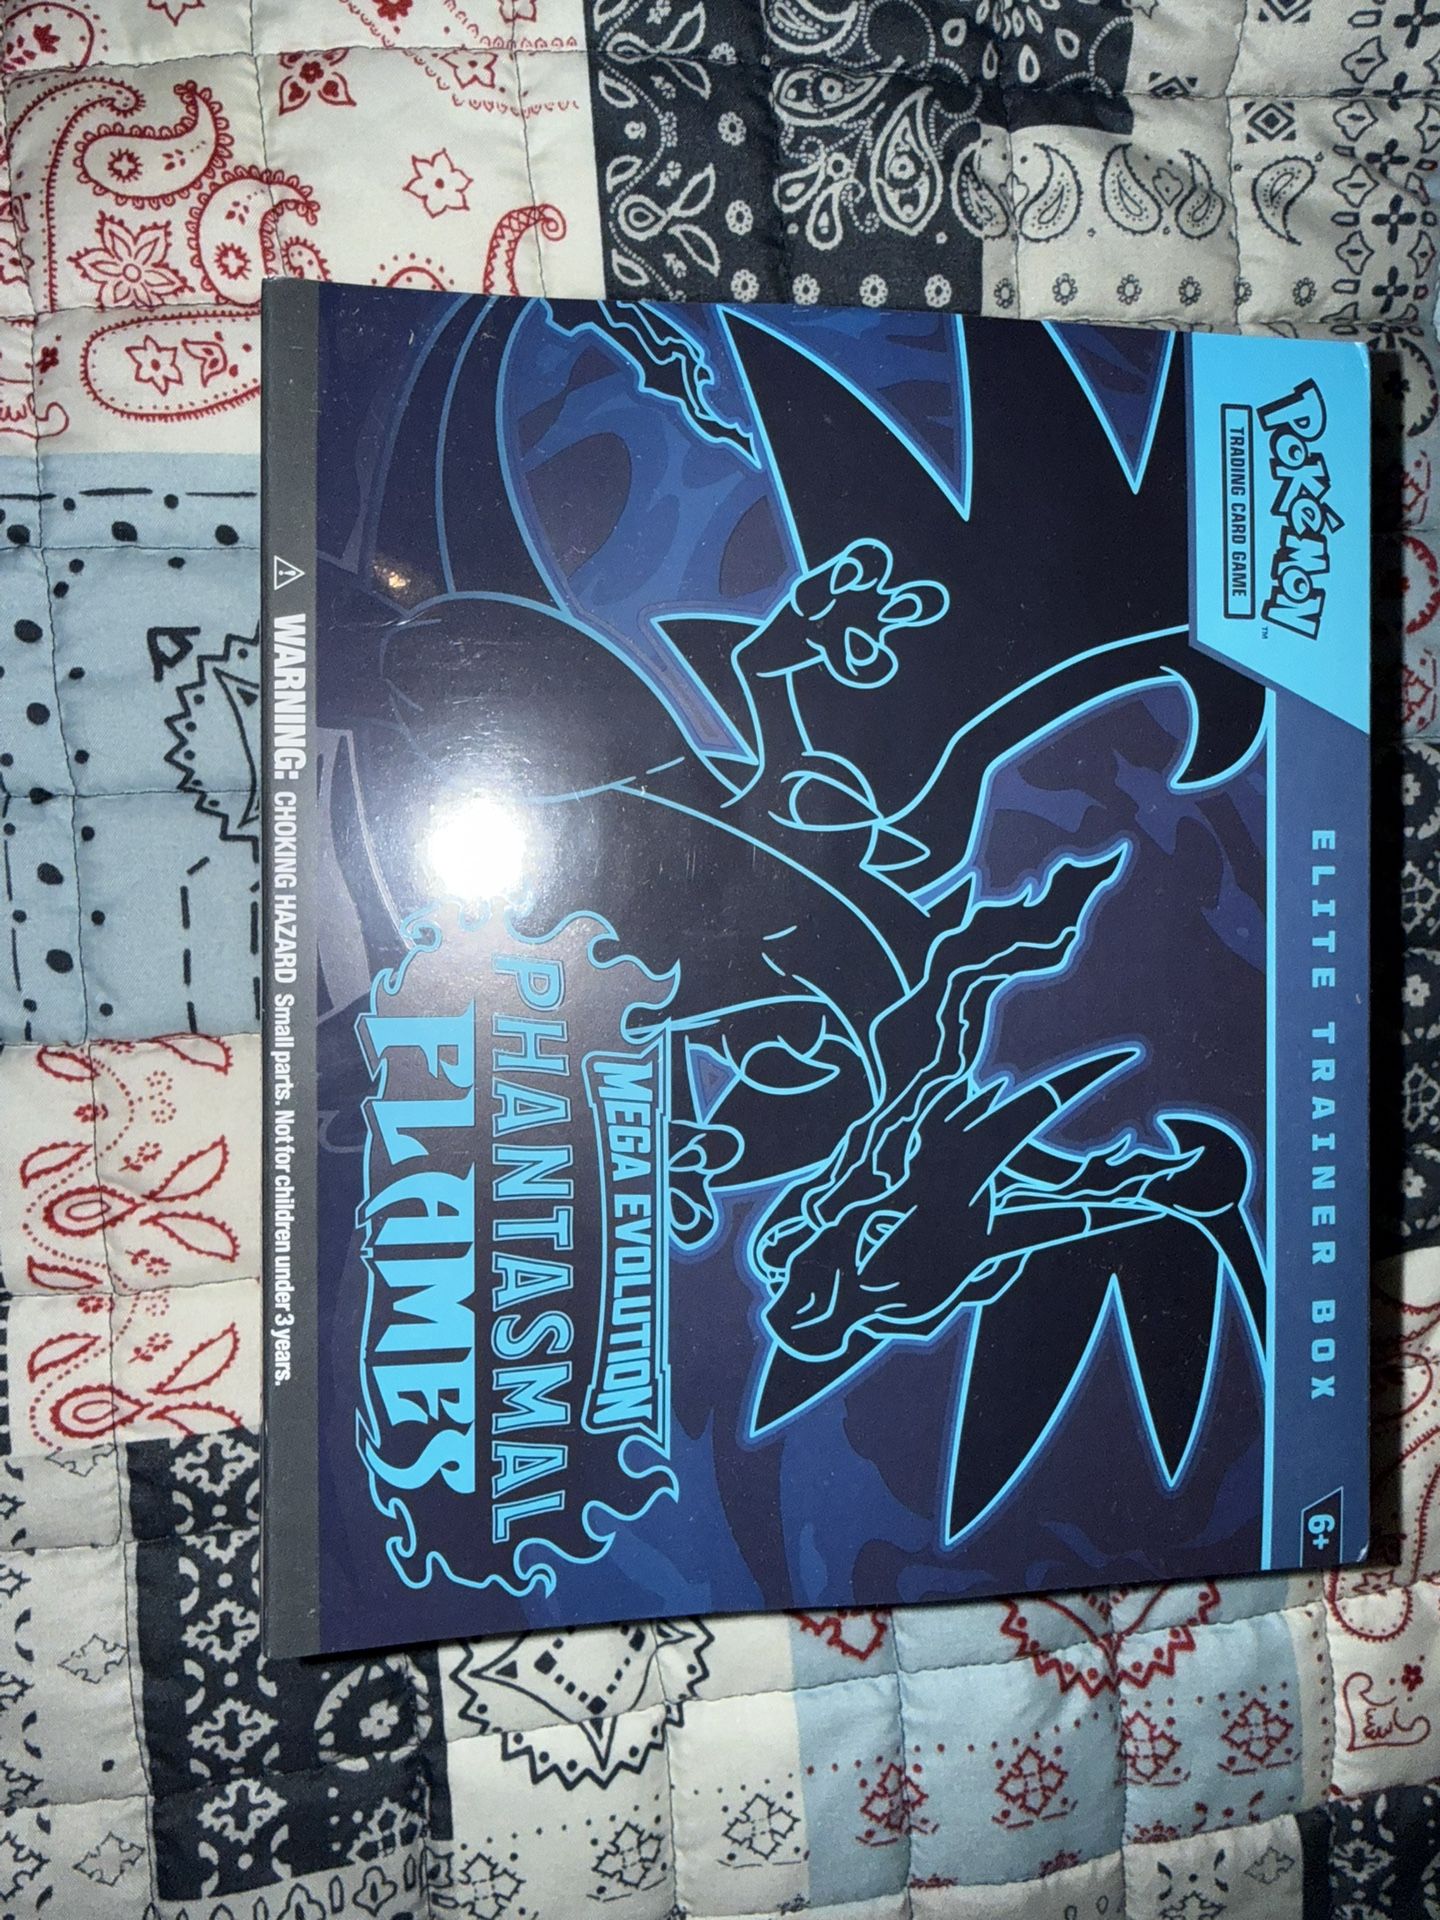 POKéMON™
TRADING CARD GAME
ELITE TRAINER BOX
6+
MEGA EVOLUTION
PHANTASMAL
FLAMES
⚠ WARNING: CHOKING HAZARD Small parts. Not for children under 3 years.